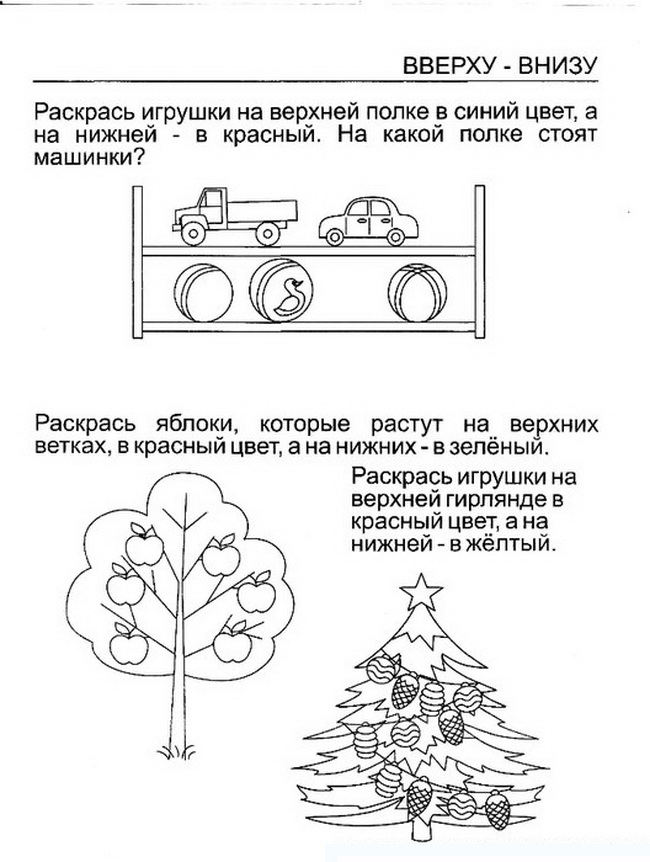 ВВЕРХУ - ВНИЗУ
Раскрась игрушки на верхней полке в синий цвет, а
на нижней - в красный. На какой полке стоят
машинки?
Раскрась яблоки, которые растут на верхних
ветках, в красный цвет, а на нижних - в зелёный.
Раскрась игрушки на
верхней гирлянде в
красный цвет, а на
нижней - в жёлтый.